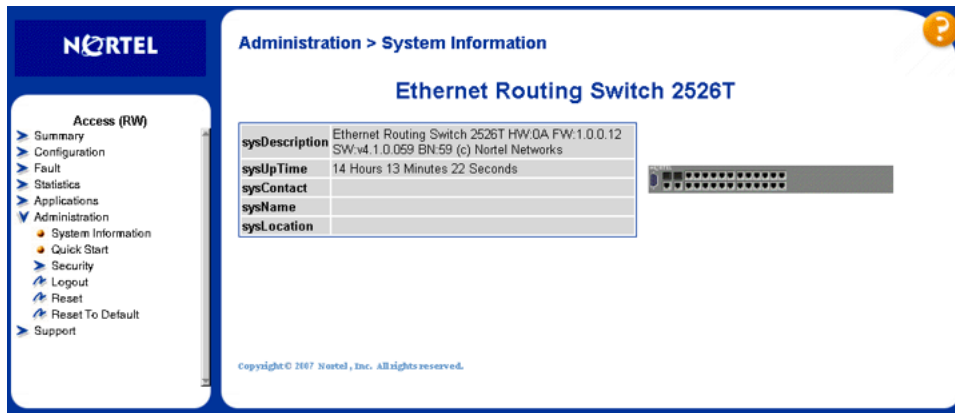 NORTEL
Access (RW)
Summary
Configuration
Fault
Statistics
Applications
Administration
System Information
Quick Start
Security
Logout
Reset
Reset To Default
Support
Administration > System Information
?
Ethernet Routing Switch 2526T
sysDescription Ethernet Routing Switch 2526T HW:0A FW:1.0.0.12
SW:v4.1.0.059 BN:59 (c) Nortel Networks
sysUpTime 14 Hours 13 Minutes 22 Seconds
sysContact
sysName
sysLocation
Copyright© 2007 Nortel, Inc. All rights reserved.